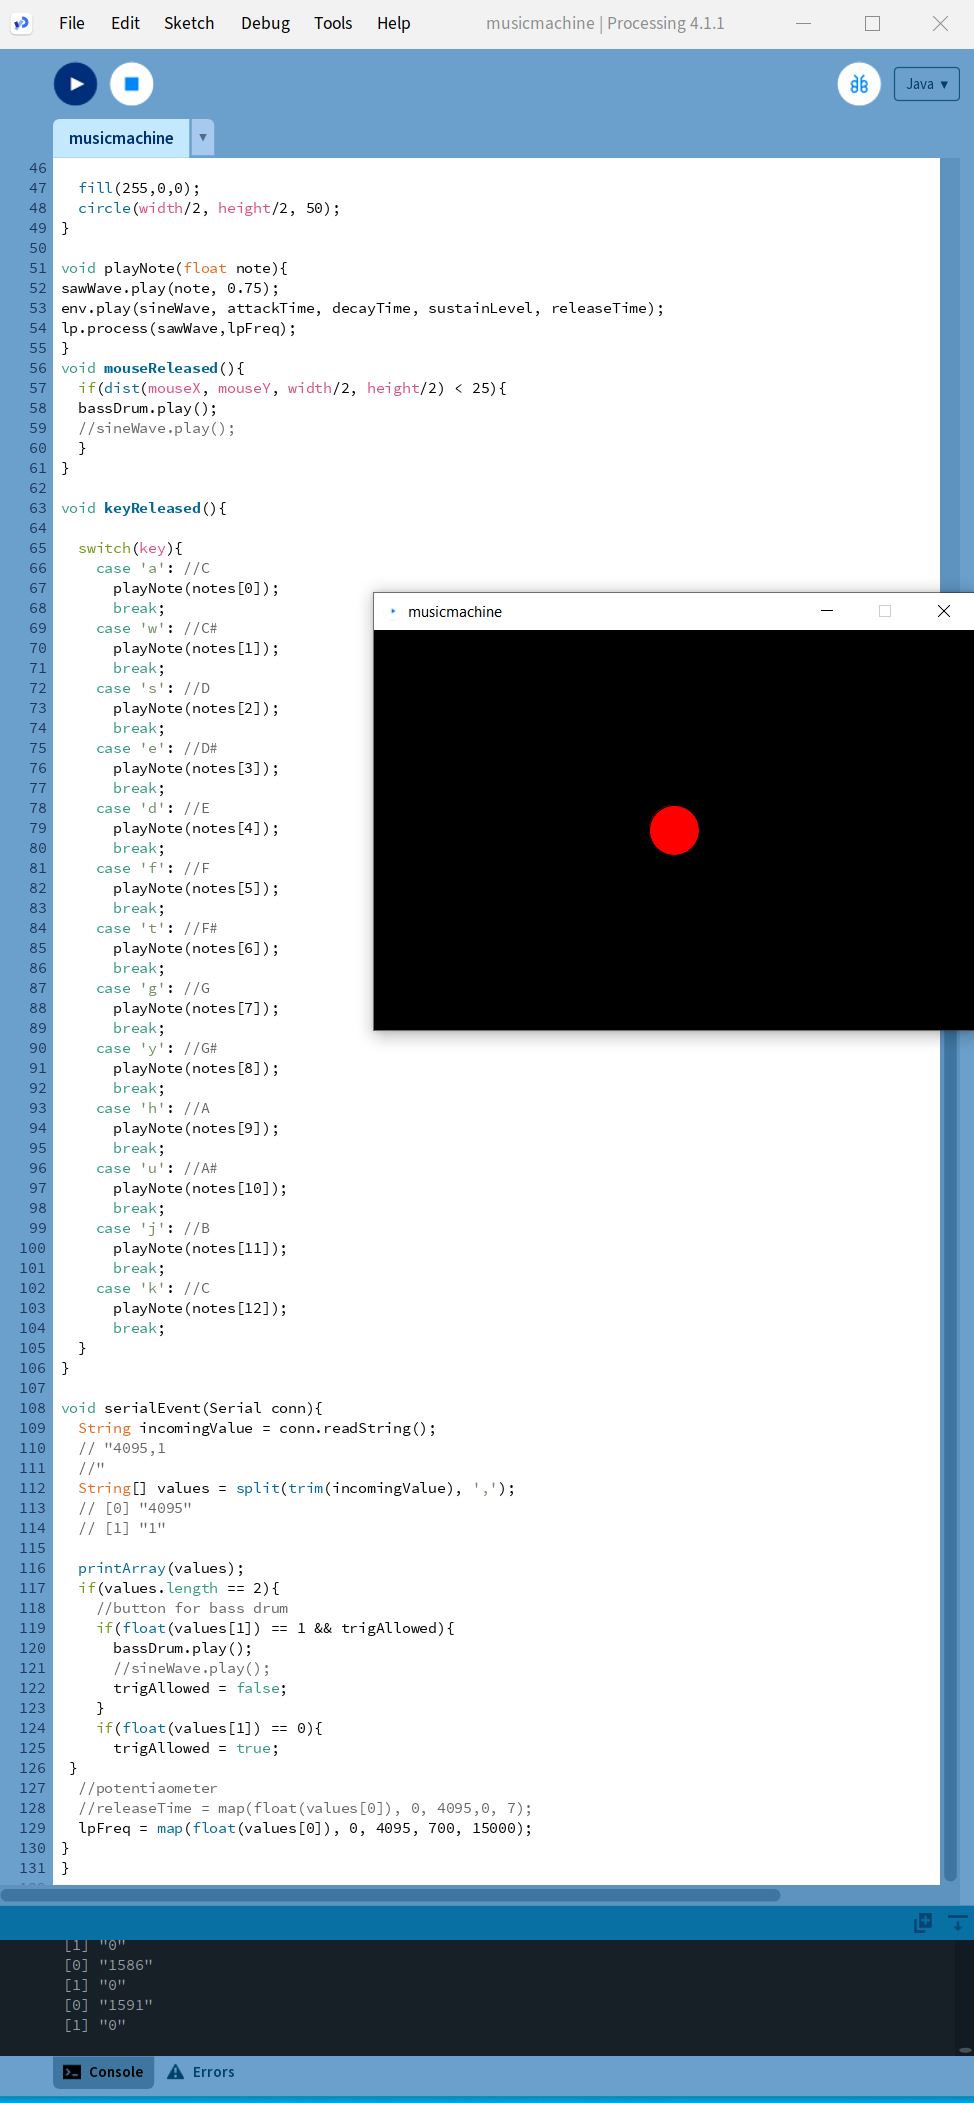 File Edit Sketch Debug Tools Help musicmachine | Processing 4.1.1
Java ▾
musicmachine ▾
46
47   fill(255,0,0);
48   circle(width/2, height/2, 50);
49 }
50
51 void playNote(float note){
52 sawWave.play(note, 0.75);
53 env.play(sineWave, attackTime, decayTime, sustainLevel, releaseTime);
54 lp.process(sawWave,lpFreq);
55 }
56 void mouseReleased(){
57   if(dist(mouseX, mouseY, width/2, height/2) < 25){
58   bassDrum.play();
59   //sineWave.play();
60   }
61 }
62
63 void keyReleased(){
64
65   switch(key){
66     case 'a': //C
67       playNote(notes[0]);
68       break;
69     case 'w': //C#
70       playNote(notes[1]);
71       break;
72     case 's': //D
73       playNote(notes[2]);
74       break;
75     case 'e': //D#
76       playNote(notes[3]);
77       break;
78     case 'd': //E
79       playNote(notes[4]);
80       break;
81     case 'f': //F
82       playNote(notes[5]);
83       break;
84     case 't': //F#
85       playNote(notes[6]);
86       break;
87     case 'g': //G
88       playNote(notes[7]);
89       break;
90     case 'y': //G#
91       playNote(notes[8]);
92       break;
93     case 'h': //A
94       playNote(notes[9]);
95       break;
96     case 'u': //A#
97       playNote(notes[10]);
98       break;
99     case 'j': //B
100       playNote(notes[11]);
101       break;
102     case 'k': //C
103       playNote(notes[12]);
104       break;
105   }
106 }
107
108 void serialEvent(Serial conn){
109   String incomingValue = conn.readString();
110   // "4095,1
111   //"
112   String[] values = split(trim(incomingValue), ',');
113   // [0] "4095"
114   // [1] "1"
115
116   printArray(values);
117   if(values.length == 2){
118     //button for bass drum
119     if(float(values[1]) == 1 && trigAllowed){
120       bassDrum.play();
121       //sineWave.play();
122       trigAllowed = false;
123     }
124     if(float(values[1]) == 0){
125       trigAllowed = true;
126  }
127   //potentiaometer
128   //releaseTime = map(float(values[0]), 0, 4095,0, 7);
129   lpFreq = map(float(values[0]), 0, 4095, 700, 15000);
130 }
131 }
musicmachine
[1] "0"
[0] "1586"
[1] "0"
[0] "1591"
[1] "0"
Console Errors